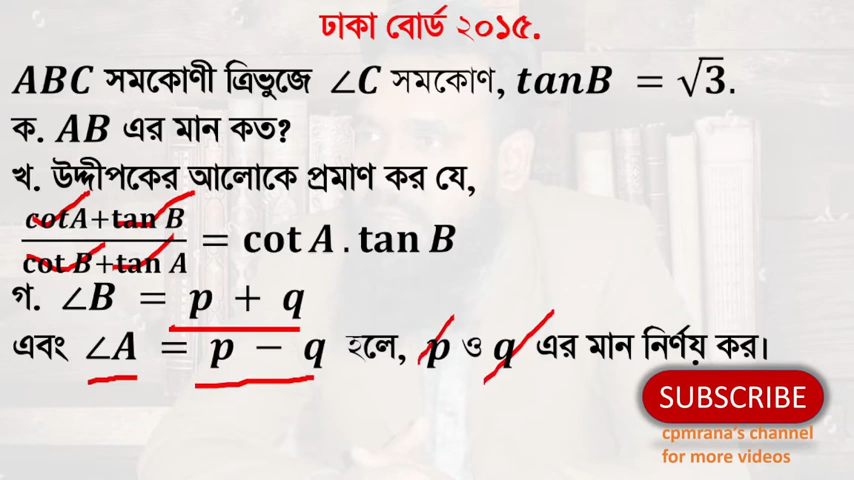 ঢাকা বোর্ড ২০১৫.
ABC সমকোণী ত্রিভুজে ∠C সমকোণ, tanB = √3.
ক. AB এর মান কত?
খ. উদ্দীপকের আলোকে প্রমাণ কর যে,
(cotA+tan B)/(cot B+tan A) = cot A . tan B
গ. ∠B = p + q
এবং ∠A = p − q হলে, p ও q এর মান নির্ণয় কর।
SUBSCRIBE
cpmrana's channel
for more videos